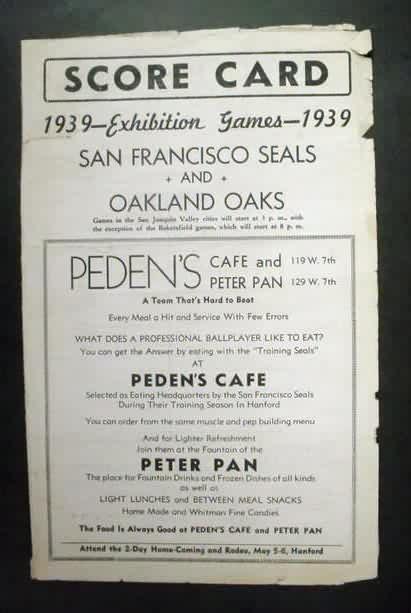 SCORE CARD
1939—Exhibition Games—1939
SAN FRANCISCO SEALS
+ AND +
OAKLAND OAKS
Games in the San Joaquin Valley cities will start at 1 p. m., with
the exception of the Bakersfield games, which will start at 8 p. m.
PEDEN'S CAFE and 119 W. 7th
PETER PAN 129 W. 7th
A Team That's Hard to Beat
Every Meal a Hit and Service With Few Errors
WHAT DOES A PROFESSIONAL BALLPLAYER LIKE TO EAT?
You can get the Answer by eating with the "Training Seals"
AT
PEDEN'S CAFE
Selected as Eating Headquarters by the San Francisco Seals
During Their Training Season In Hanford
You can order from the same muscle and pep building menu
And for Lighter Refreshment
Join them at the Fountain of the
PETER PAN
The place for Fountain Drinks and Frozen Dishes of all kinds
as well as
LIGHT LUNCHES and BETWEEN MEAL SNACKS
Home Made and Whitman Fine Candies
The Food Is Always Good at PEDEN'S CAFE and PETER PAN
Attend the 2-Day Home-Coming and Rodeo, May 5-6, Hanford